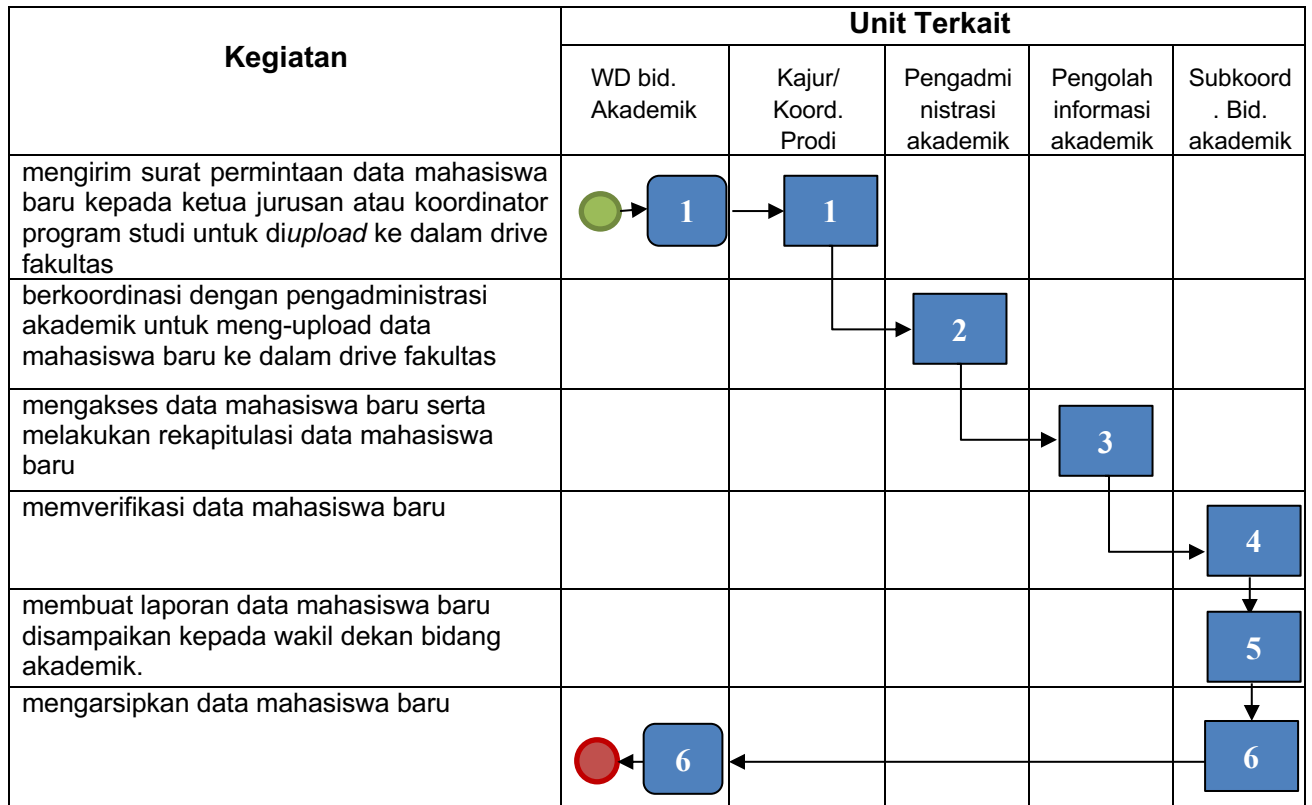 Kegiatan
Unit Terkait
WD bid.
Akademik
Kajur/
Koord.
Prodi
Pengadmi
nistrasi
akademik
Pengolah
informasi
akademik
Subkoord
. Bid.
akademik
mengirim surat permintaan data mahasiswa
baru kepada ketua jurusan atau koordinator
program studi untuk diupload ke dalam drive
fakultas
1
1
berkoordinasi dengan pengadministrasi
akademik untuk meng-upload data
mahasiswa baru ke dalam drive fakultas
2
mengakses data mahasiswa baru serta
melakukan rekapitulasi data mahasiswa
baru
3
memverifikasi data mahasiswa baru
4
membuat laporan data mahasiswa baru
disampaikan kepada wakil dekan bidang
akademik.
5
mengarsipkan data mahasiswa baru
6
6